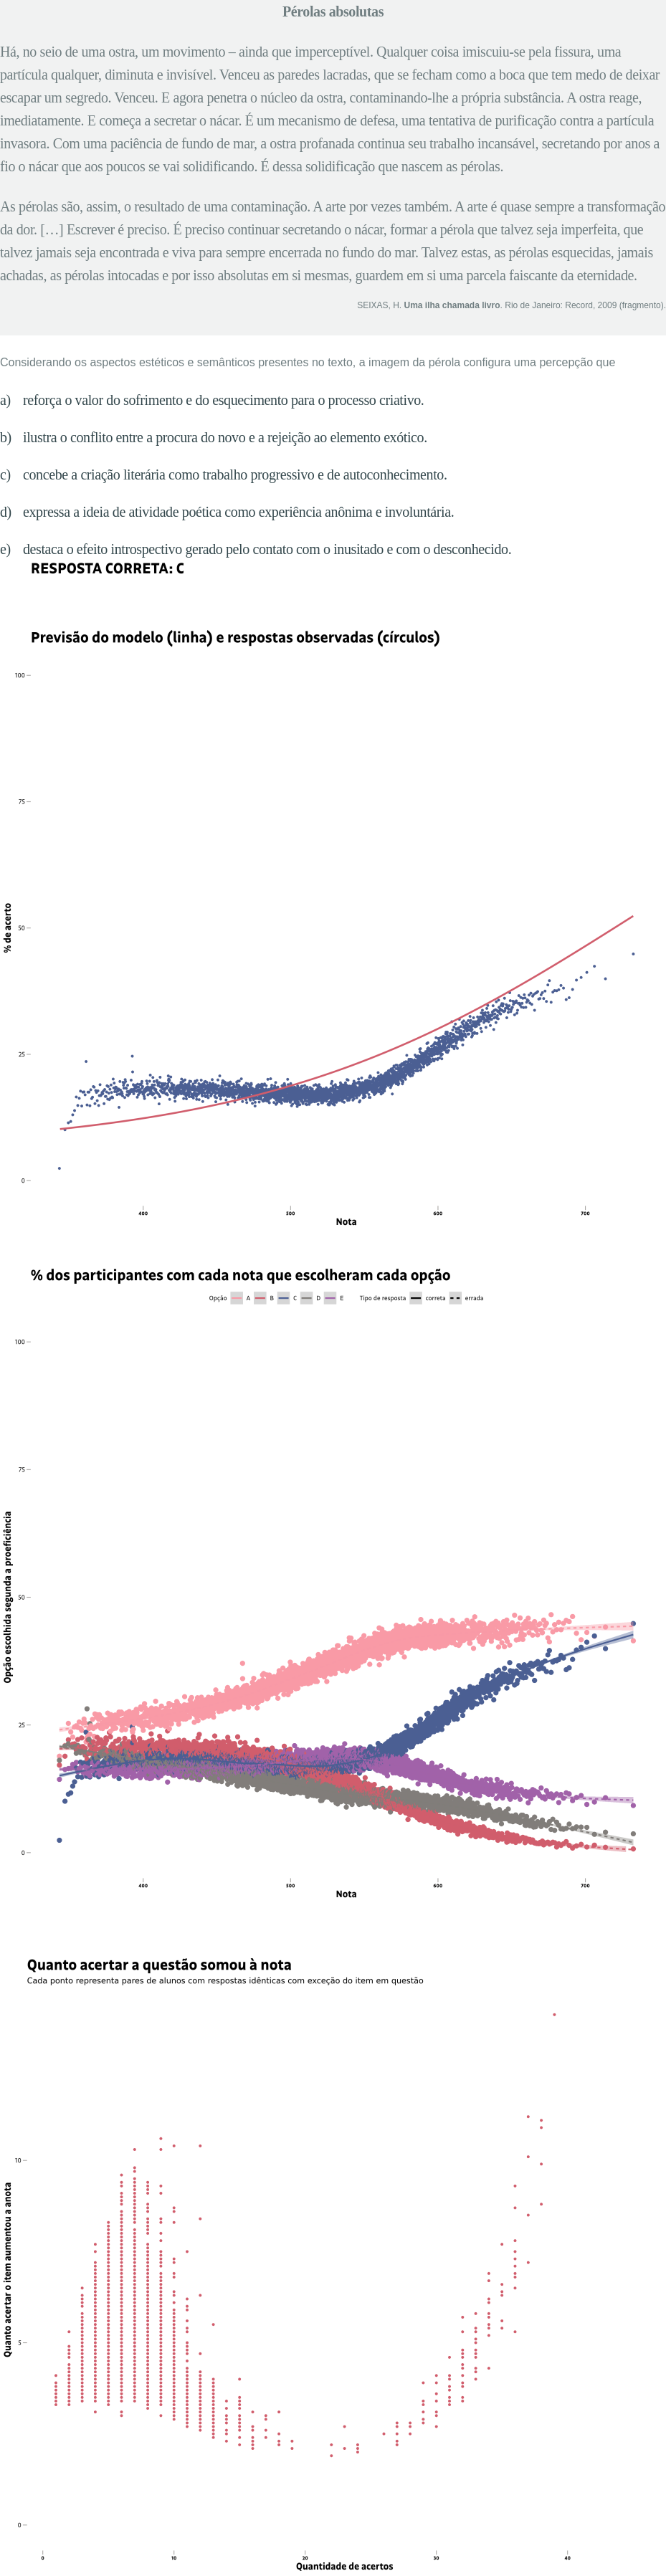 Pérolas absolutas
Há, no seio de uma ostra, um movimento – ainda que imperceptível. Qualquer coisa imiscuiu-se pela fissura, uma
partícula qualquer, diminuta e invisível. Venceu as paredes lacradas, que se fecham como a boca que tem medo de deixar
escapar um segredo. Venceu. E agora penetra o núcleo da ostra, contaminando-lhe a própria substância. A ostra reage,
imediatamente. E começa a secretar o nácar. É um mecanismo de defesa, uma tentativa de purificação contra a partícula
invasora. Com uma paciência de fundo de mar, a ostra profanada continua seu trabalho incansável, secretando por anos a
fio o nácar que aos poucos se vai solidificando. É dessa solidificação que nascem as pérolas.
As pérolas são, assim, o resultado de uma contaminação. A arte por vezes também. A arte é quase sempre a transformação
da dor. […] Escrever é preciso. É preciso continuar secretando o nácar, formar a pérola que talvez seja imperfeita, que
talvez jamais seja encontrada e viva para sempre encerrada no fundo do mar. Talvez estas, as pérolas esquecidas, jamais
achadas, as pérolas intocadas e por isso absolutas em si mesmas, guardem em si uma parcela faiscante da eternidade.
SEIXAS, H. Uma ilha chamada livro. Rio de Janeiro: Record, 2009 (fragmento).
Considerando os aspectos estéticos e semânticos presentes no texto, a imagem da pérola configura uma percepção que
a) reforça o valor do sofrimento e do esquecimento para o processo criativo.
b) ilustra o conflito entre a procura do novo e a rejeição ao elemento exótico.
c) concebe a criação literária como trabalho progressivo e de autoconhecimento.
d) expressa a ideia de atividade poética como experiência anônima e involuntária.
e) destaca o efeito introspectivo gerado pelo contato com o inusitado e com o desconhecido.
RESPOSTA CORRETA: C
Previsão do modelo (linha) e respostas observadas (círculos)
100
75
% de acerto
50
25
0
400 500 600 700
Nota
% dos participantes com cada nota que escolheram cada opção
Opção A B C D E Tipo de resposta correta errada
100
75
Opção escolhida segunda a proeficiência
50
25
0
400 500 600 700
Nota
Quanto acertar a questão somou à nota
Cada ponto representa pares de alunos com respostas idênticas com exceção do item em questão
10
Quanto acertar o item aumentou a anota
5
0
0 10 20 30 40
Quantidade de acertos